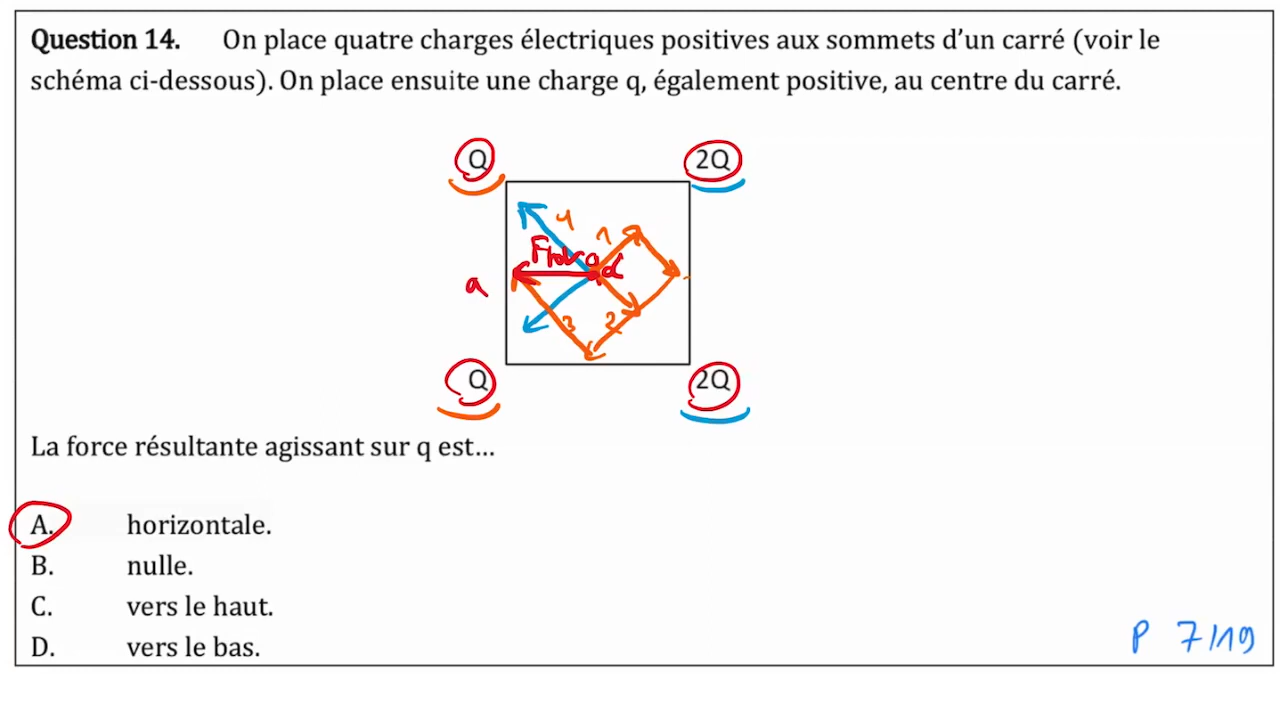 Question 14. On place quatre charges électriques positives aux sommets d'un carré (voir le
schéma ci-dessous). On place ensuite une charge q, également positive, au centre du carré.
Q 2Q
4 1
Ftot q d
a
3 2
Q 2Q
La force résultante agissant sur q est...
A. horizontale.
B. nulle.
C. vers le haut.
D. vers le bas.
P 7/19